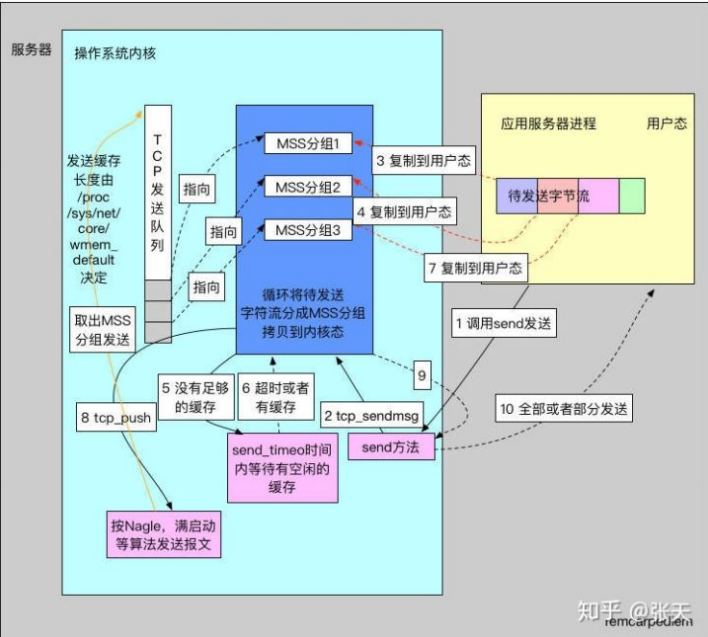 服务器
操作系统内核
应用服务器进程
用户态
T
C
P
发
送
队
列
发送缓存
长度由
/proc
/sys/net/
core/
wmem_
default
决定
MSS分组1
MSS分组2
MSS分组3
指向
指向
指向
3 复制到用户态
4 复制到用户态
7 复制到用户态
待发送字节流
循环将待发送
字符流分成MSS分组
拷贝到内核态
取出MSS
分组发送
1 调用send发送
5 没有足够
的缓存
6 超时或者
有缓存
9
8 tcp_push
2 tcp_sendmsg
10 全部或者部分发送
send_timeo时间
内等待有空闲的
缓存
send方法
按Nagle，满启动
等算法发送报文
知乎 @张天
remcarpediem